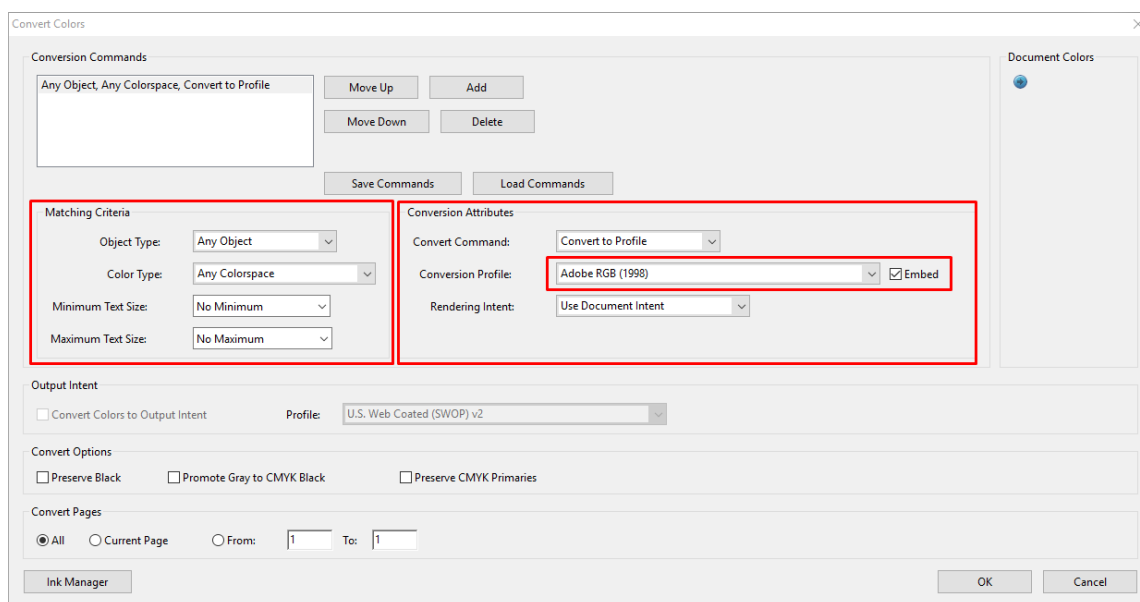 Convert Colors
Conversion Commands
Document Colors
Any Object, Any Colorspace, Convert to Profile
Move Up
Add
Move Down
Delete
Save Commands
Load Commands
Matching Criteria
Conversion Attributes
Object Type:
Any Object
Convert Command:
Convert to Profile
Color Type:
Any Colorspace
Conversion Profile:
Adobe RGB (1998)
Embed
Minimum Text Size:
No Minimum
Rendering Intent:
Use Document Intent
Maximum Text Size:
No Maximum
Output Intent
Convert Colors to Output Intent
Profile:
U.S. Web Coated (SWOP) v2
Convert Options
Preserve Black
Promote Gray to CMYK Black
Preserve CMYK Primaries
Convert Pages
All
Current Page
From:
1
To:
1
Ink Manager
OK
Cancel